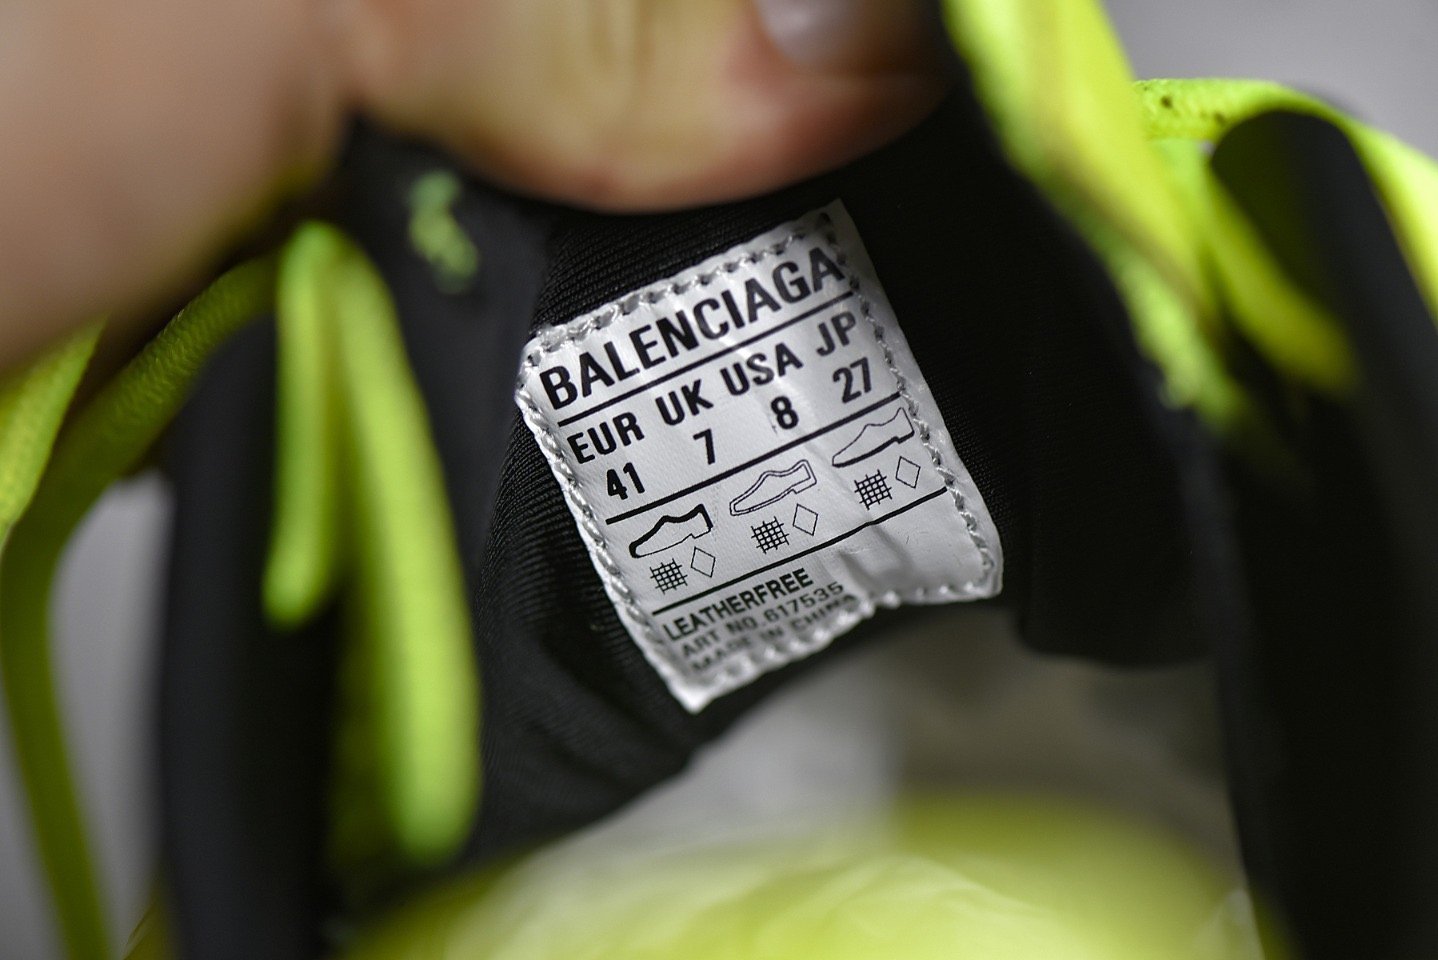 BALENCIAGA
EUR UK USA JP
41 7 8 27
LEATHERFREE
ART NO.617535
MADE IN CHINA